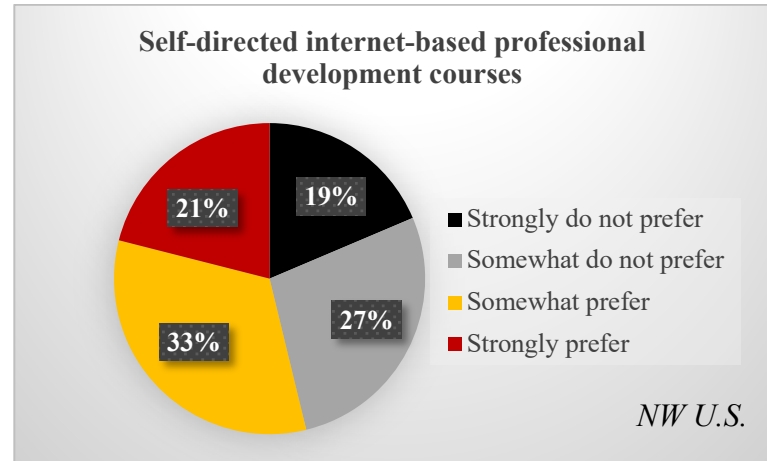 Self-directed internet-based professional
development courses
19%
21%
27%
33%
Strongly do not prefer
Somewhat do not prefer
Somewhat prefer
Strongly prefer
NW U.S.